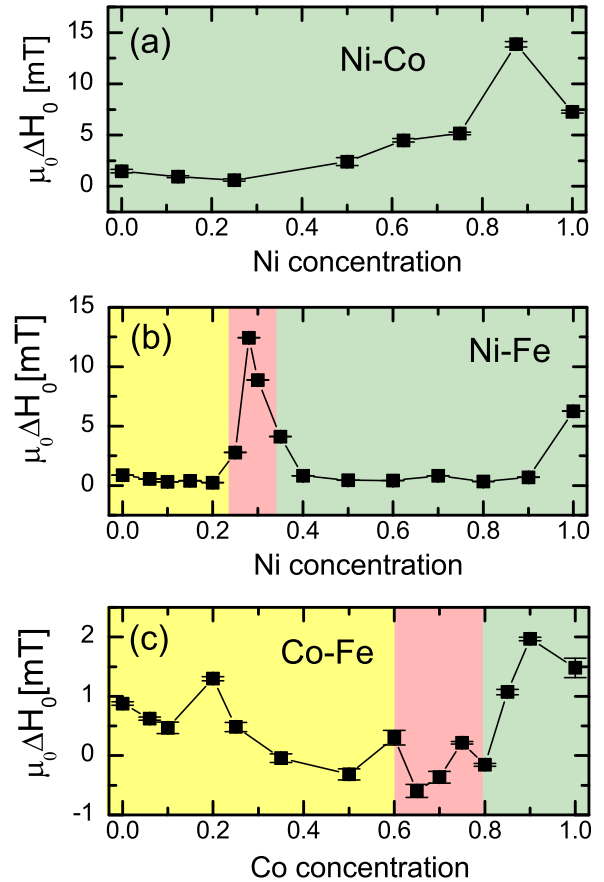 (a)
Ni-Co
μ₀ΔH₀ [mT]
15
10
5
0
0.0 0.2 0.4 0.6 0.8 1.0
Ni concentration
(b)
Ni-Fe
μ₀ΔH₀[mT]
15
10
5
0
0.0 0.2 0.4 0.6 0.8 1.0
Ni concentration
(c)
Co-Fe
μ₀ΔH₀[mT]
2
1
0
-1
0.0 0.2 0.4 0.6 0.8 1.0
Co concentration